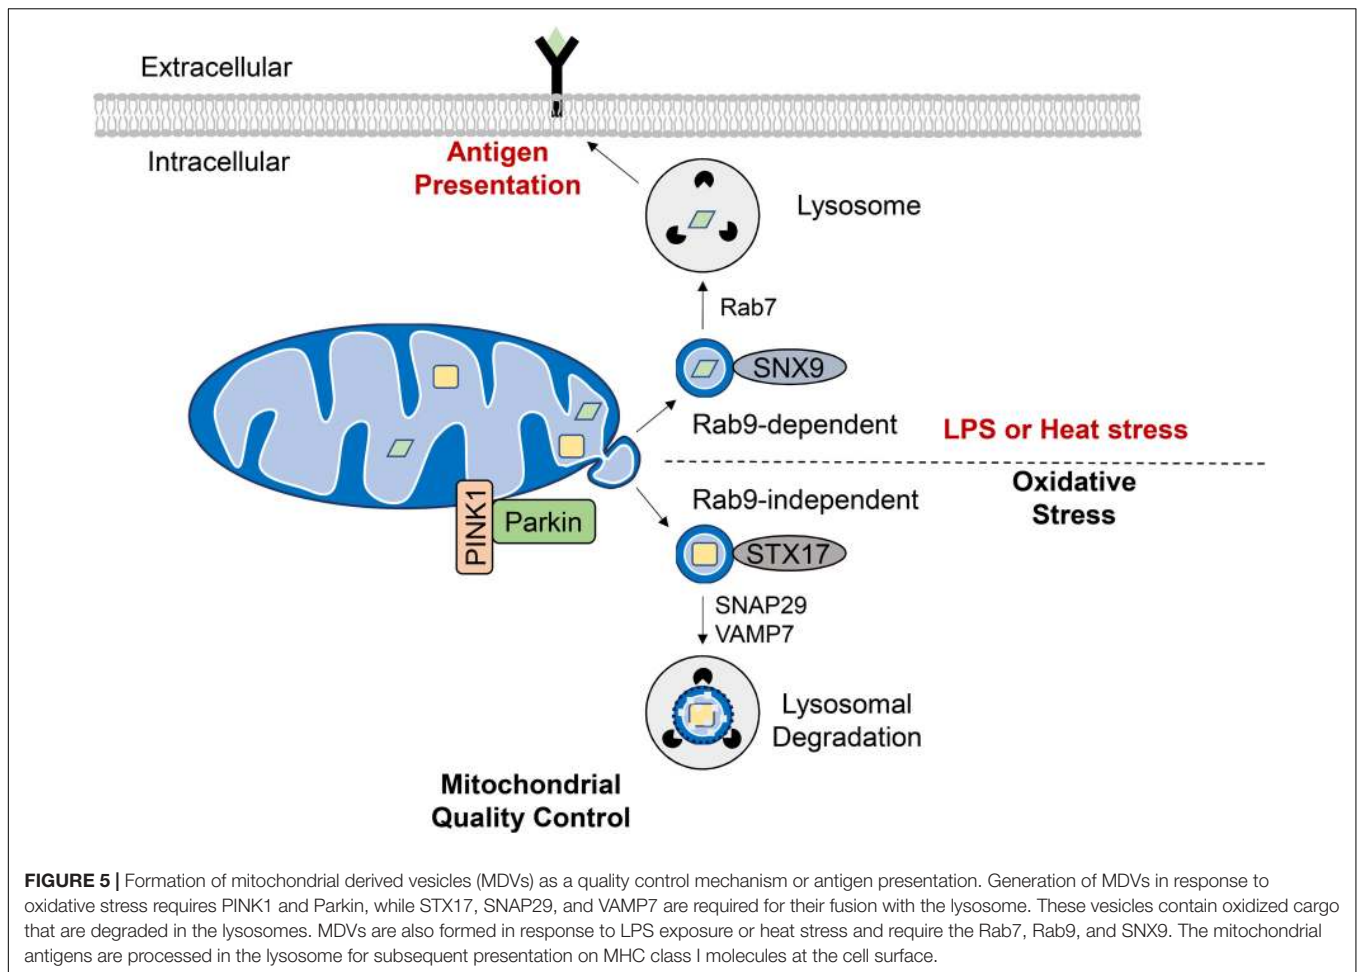 Extracellular
Intracellular
Antigen
Presentation
Lysosome
Rab7
SNX9
Rab9-dependent
LPS or Heat stress
Rab9-independent
Oxidative
Stress
PINK1
Parkin
STX17
SNAP29
VAMP7
Lysosomal
Degradation
Mitochondrial
Quality Control
FIGURE 5 | Formation of mitochondrial derived vesicles (MDVs) as a quality control mechanism or antigen presentation. Generation of MDVs in response to
oxidative stress requires PINK1 and Parkin, while STX17, SNAP29, and VAMP7 are required for their fusion with the lysosome. These vesicles contain oxidized cargo
that are degraded in the lysosomes. MDVs are also formed in response to LPS exposure or heat stress and require the Rab7, Rab9, and SNX9. The mitochondrial
antigens are processed in the lysosome for subsequent presentation on MHC class I molecules at the cell surface.